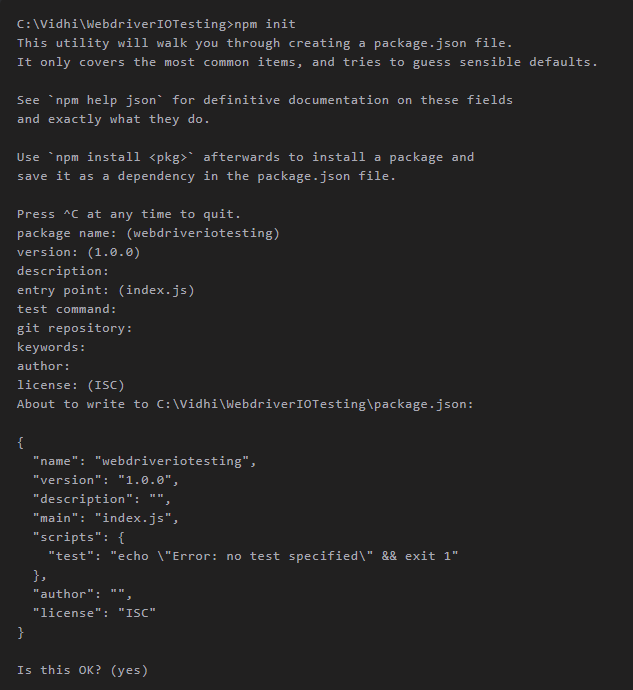 C:\Vidhi\WebdriverIOTesting>npm init
This utility will walk you through creating a package.json file.
It only covers the most common items, and tries to guess sensible defaults.
See `npm help json` for definitive documentation on these fields
and exactly what they do.
Use `npm install <pkg>` afterwards to install a package and
save it as a dependency in the package.json file.
Press ^C at any time to quit.
package name: (webdriveriotesting)
version: (1.0.0)
description:
entry point: (index.js)
test command:
git repository:
keywords:
author:
license: (ISC)
About to write to C:\Vidhi\WebdriverIOTesting\package.json:
{
  "name": "webdriveriotesting",
  "version": "1.0.0",
  "description": "",
  "main": "index.js",
  "scripts": {
    "test": "echo \"Error: no test specified\" && exit 1"
  },
  "author": "",
  "license": "ISC"
}
Is this OK? (yes)